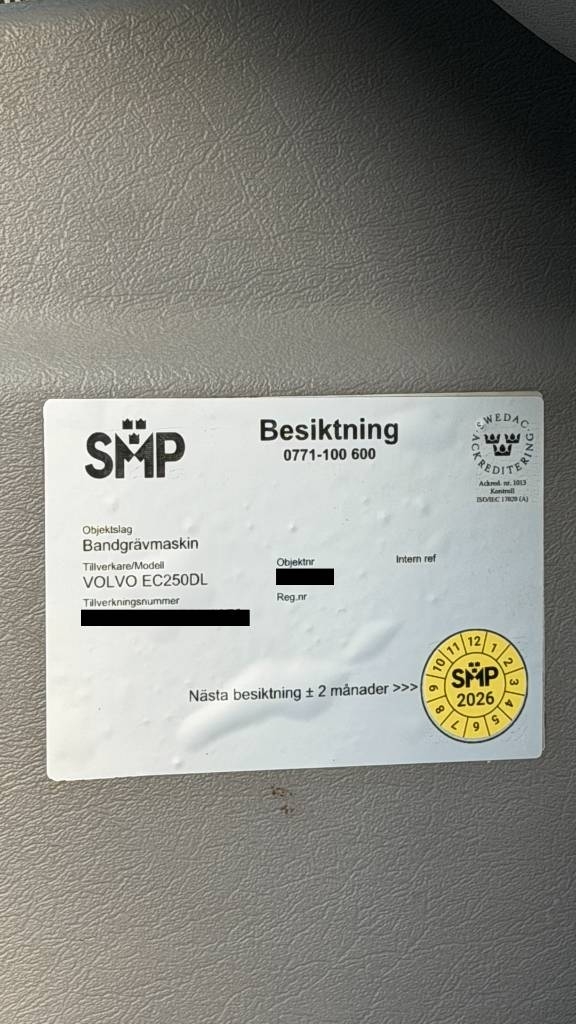 SMP
Besiktning
0771-100 600
SWEDAC ACKREDITERING
Ackred. nr. 1013
Kontroll
ISO/IEC 17020 (A)
Objektslag
Bandgrävmaskin
Tillverkare/Modell
VOLVO EC250DL
Objektnr
Intern ref
Tillverkningsnummer
Reg.nr
Nästa besiktning ± 2 månader >>>
12 1 2 3 4 5 6 7 8 9 10 11
SMP
2026